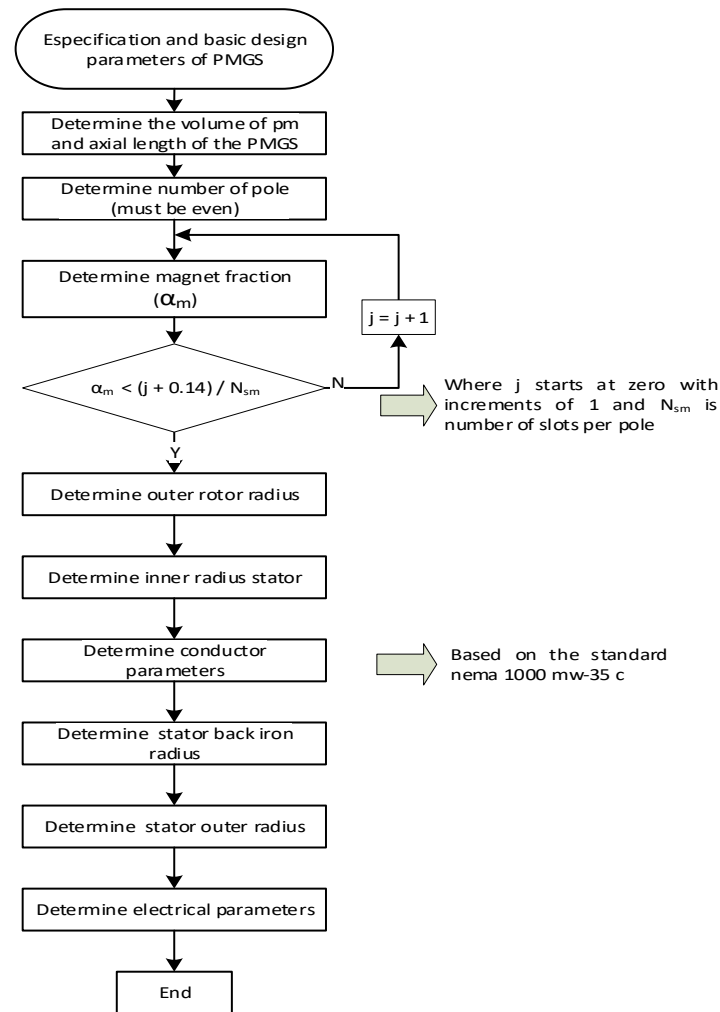 Especification and basic design
parameters of PMGS
Determine the volume of pm
and axial length of the PMGS
Determine number of pole
(must be even)
Determine magnet fraction
(αm)
j = j + 1
αm < (j + 0.14) / Nsm
N
Where j starts at zero with
increments of 1 and Nsm is
number of slots per pole
Y
Determine outer rotor radius
Determine inner radius stator
Determine conductor
parameters
Based on the standard
nema 1000 mw-35 c
Determine stator back iron
radius
Determine stator outer radius
Determine electrical parameters
End